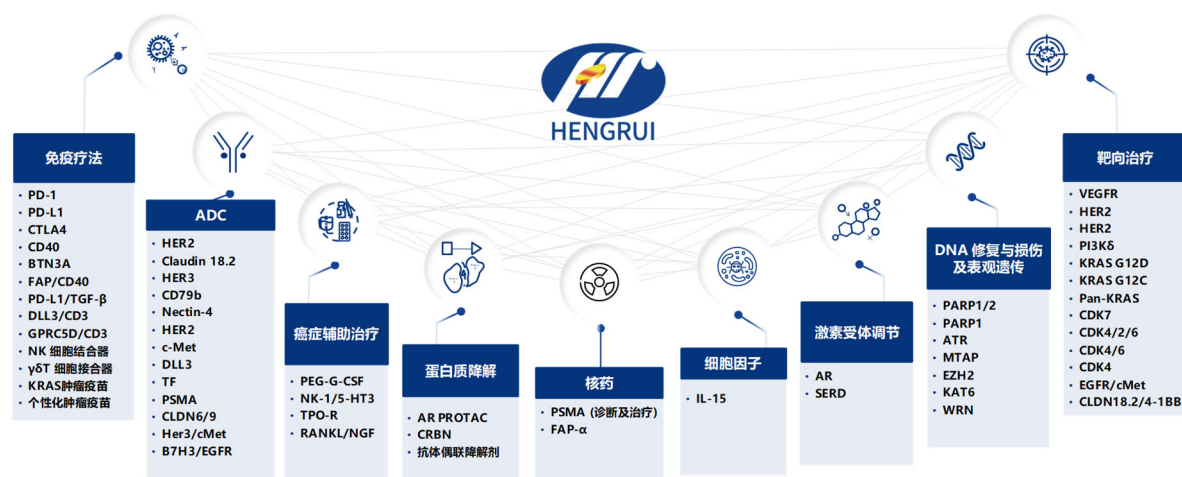 HENGRUI
免疫疗法
• PD-1
• PD-L1
• CTLA4
• CD40
• BTN3A
• FAP/CD40
• PD-L1/TGF-β
• DLL3/CD3
• GPRC5D/CD3
• NK 细胞结合器
• γδT 细胞接合器
• KRAS肿瘤疫苗
• 个性化肿瘤疫苗
ADC
• HER2
• Claudin 18.2
• HER3
• CD79b
• Nectin-4
• HER2
• c-Met
• DLL3
• TF
• PSMA
• CLDN6/9
• Her3/cMet
• B7H3/EGFR
癌症辅助治疗
• PEG-G-CSF
• NK-1/5-HT3
• TPO-R
• RANKL/NGF
蛋白质降解
• AR PROTAC
• CRBN
• 抗体偶联降解剂
核药
• PSMA (诊断及治疗)
• FAP-α
细胞因子
• IL-15
激素受体调节
• AR
• SERD
DNA 修复与损伤
及表观遗传
• PARP1/2
• PARP1
• ATR
• MTAP
• EZH2
• KAT6
• WRN
靶向治疗
• VEGFR
• HER2
• HER2
• PI3Kδ
• KRAS G12D
• KRAS G12C
• Pan-KRAS
• CDK7
• CDK4/2/6
• CDK4/6
• CDK4
• EGFR/cMet
• CLDN18.2/4-1BB